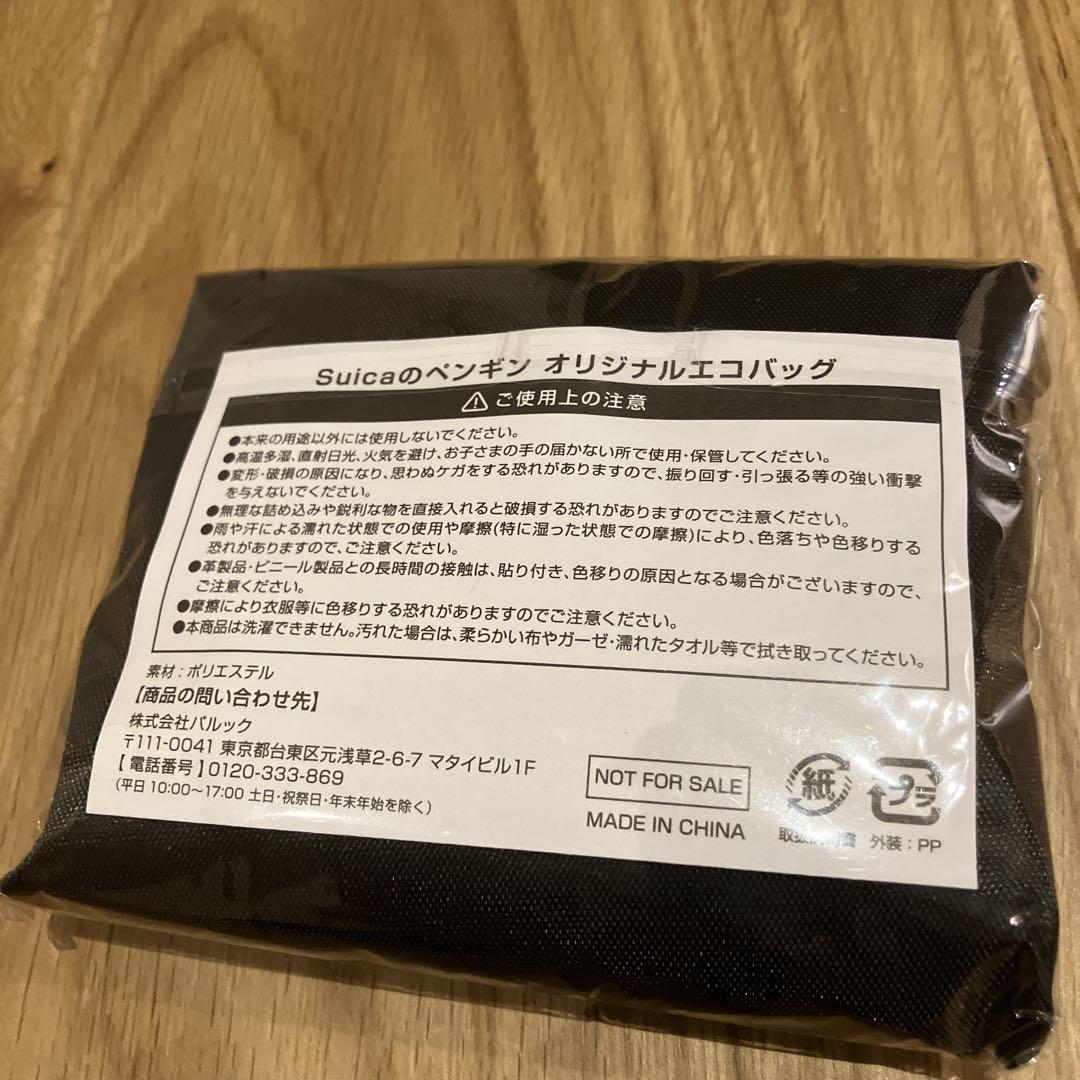 Suicaのペンギン オリジナルエコバッグ
ご使用上の注意
●本来の用途以外には使用しないでください。
●高温多湿、直射日光、火気を避け、お子さまの手の届かない所で使用・保管してください。
●変形・破損の原因になり、思わぬケガをする恐れがありますので、振り回す・引っ張る等の強い衝撃
を与えないでください。
●無理な詰め込みや鋭利な物を直接入れると破損する恐れがありますのでご注意ください。
●雨や汗による濡れた状態での使用や摩擦(特に湿った状態での摩擦)により、色落ちや色移りする
恐れがありますので、ご注意ください。
●革製品・ビニール製品との長時間の接触は、貼り付き、色移りの原因となる場合がございますので、
ご注意ください。
●摩擦により衣服等に色移りする恐れがありますのでご注意ください。
●本商品は洗濯できません。汚れた場合は、柔らかい布やガーゼ・濡れたタオル等で拭き取ってください。
素材：ポリエステル
【商品の問い合わせ先】
株式会社バルック
〒111-0041 東京都台東区元浅草2-6-7 マタイビル1F
【電話番号】0120-333-869
(平日 10:00〜17:00 土日・祝祭日・年末年始を除く)
NOT FOR SALE
MADE IN CHINA
紙
プラ
外装：PP